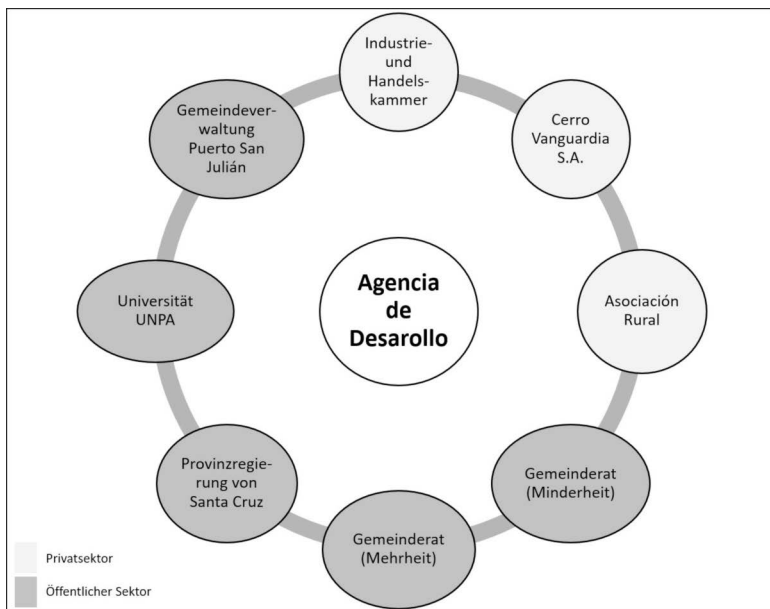 Industrie-
und
Handels-
kammer
Cerro
Vanguardia
S.A.
Asociación
Rural
Gemeinderat
(Minderheit)
Gemeinderat
(Mehrheit)
Provinzregie-
rung von
Santa Cruz
Universität
UNPA
Gemeindever-
waltung
Puerto San
Julián
Agencia
de
Desarollo
Privatsektor
Öffentlicher Sektor